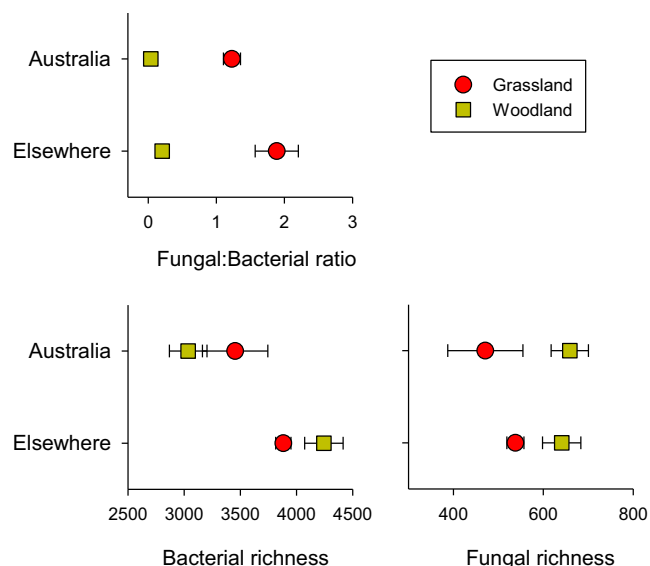 Australia
Elsewhere
0 1 2 3
Fungal:Bacterial ratio
Grassland
Woodland
Australia
Elsewhere
2500 3000 3500 4000 4500
Bacterial richness
400 600 800
Fungal richness